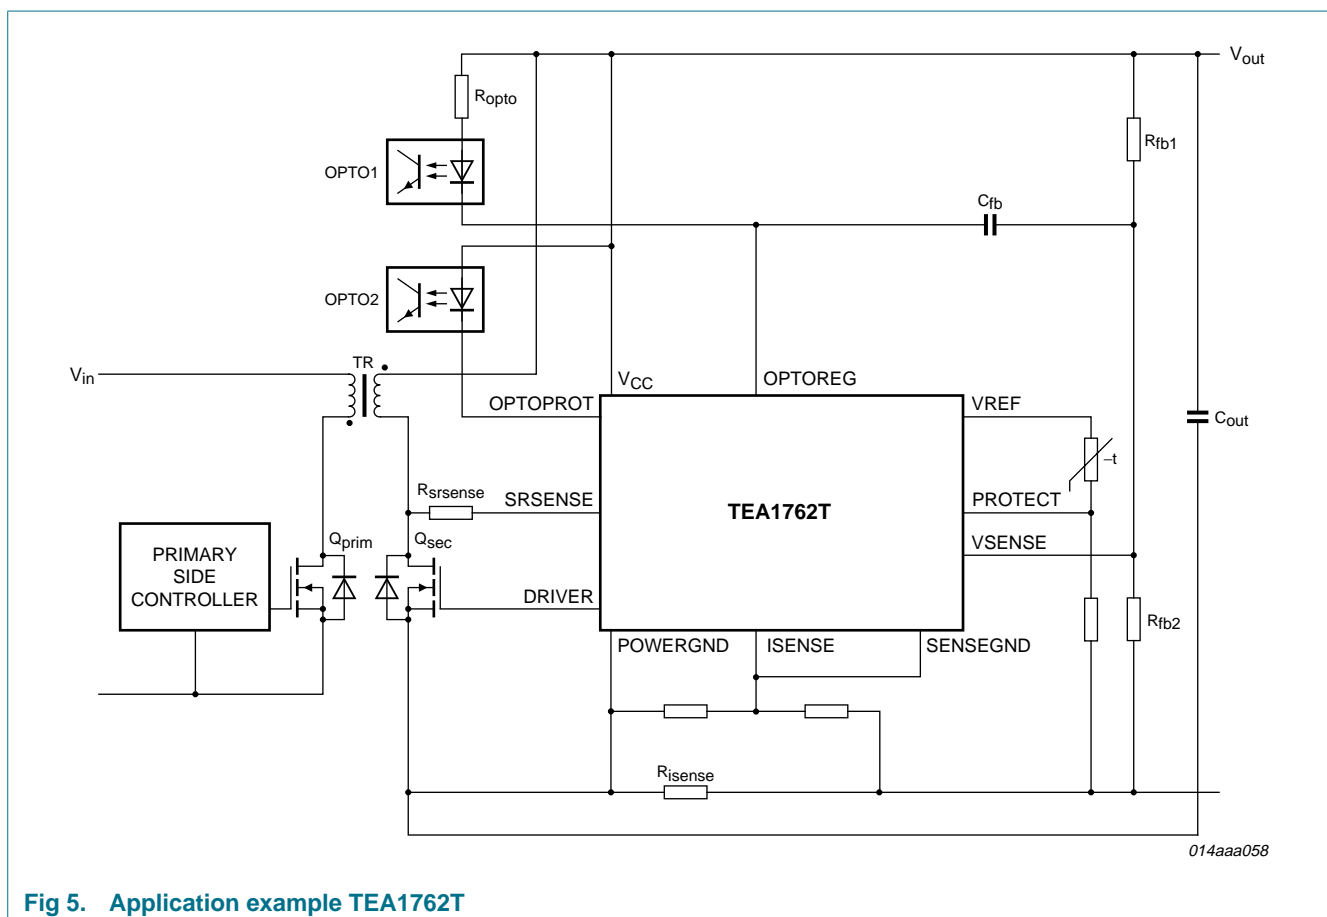 Vout
Ropto
OPTO1
Rfb1
Cfb
OPTO2
TR
Vin
VCC
OPTOREG
OPTOPROT
VREF
Cout
–t
Rsrsense
SRSENSE
TEA1762T
PROTECT
Qprim
Qsec
VSENSE
PRIMARY
SIDE
CONTROLLER
DRIVER
Rfb2
POWERGND
ISENSE
SENSEGND
Risense
014aaa058
Fig 5. Application example TEA1762T